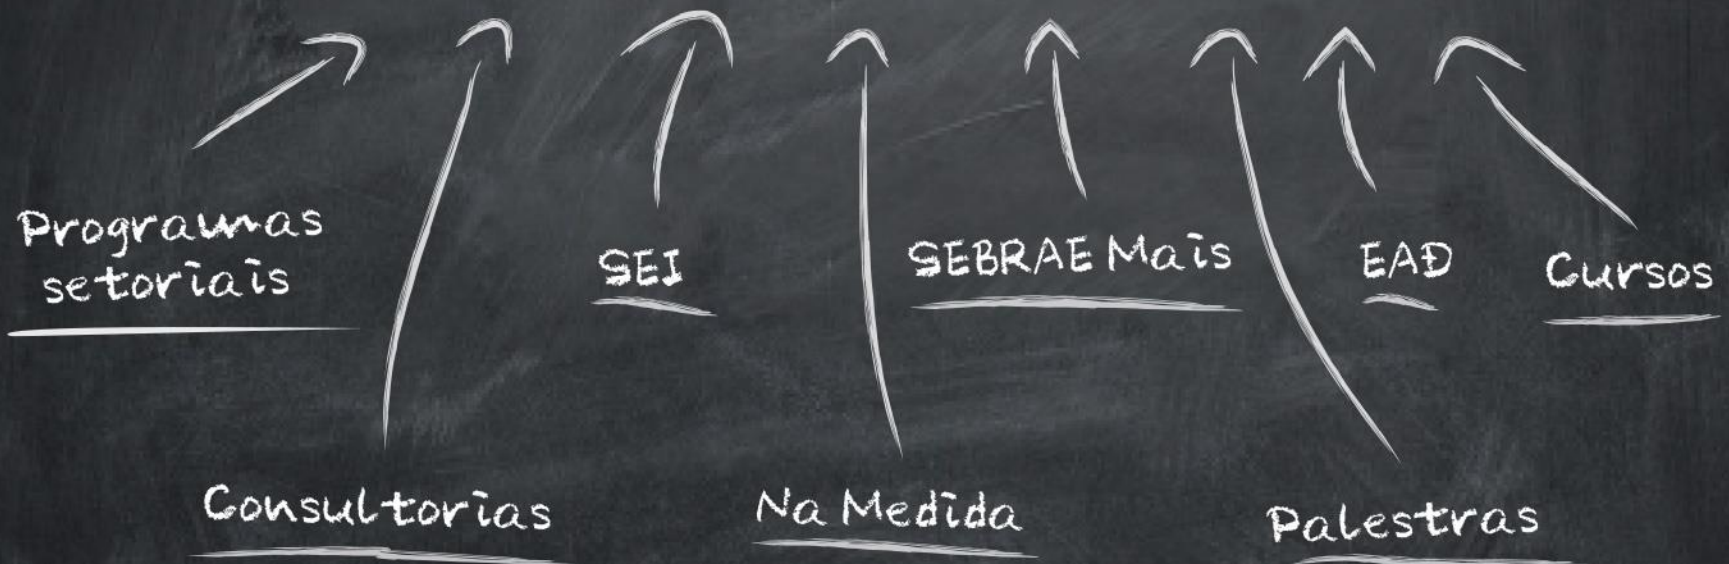 Programas
setoriais
SEI
SEBRAE Mais
EAD
Cursos
Consultorias
Na Medida
Palestras